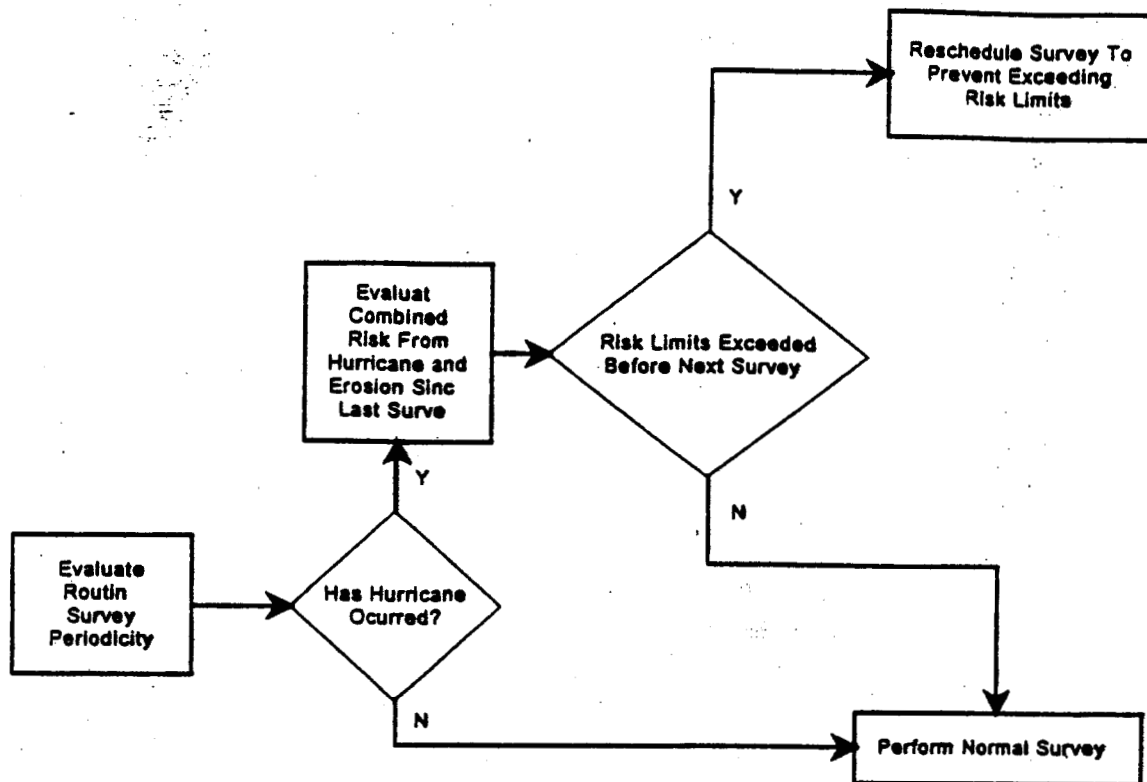 Reschedule Survey To
Prevent Exceeding
Risk Limits
Y
Evaluat
Combined
Risk From
Hurricane and
Erosion Sinc
Last Surve
Risk Limits Exceeded
Before Next Survey
Y
N
Evaluate
Routin
Survey
Periodicity
Has Hurricane
Ocurred?
N
Perform Normal Survey